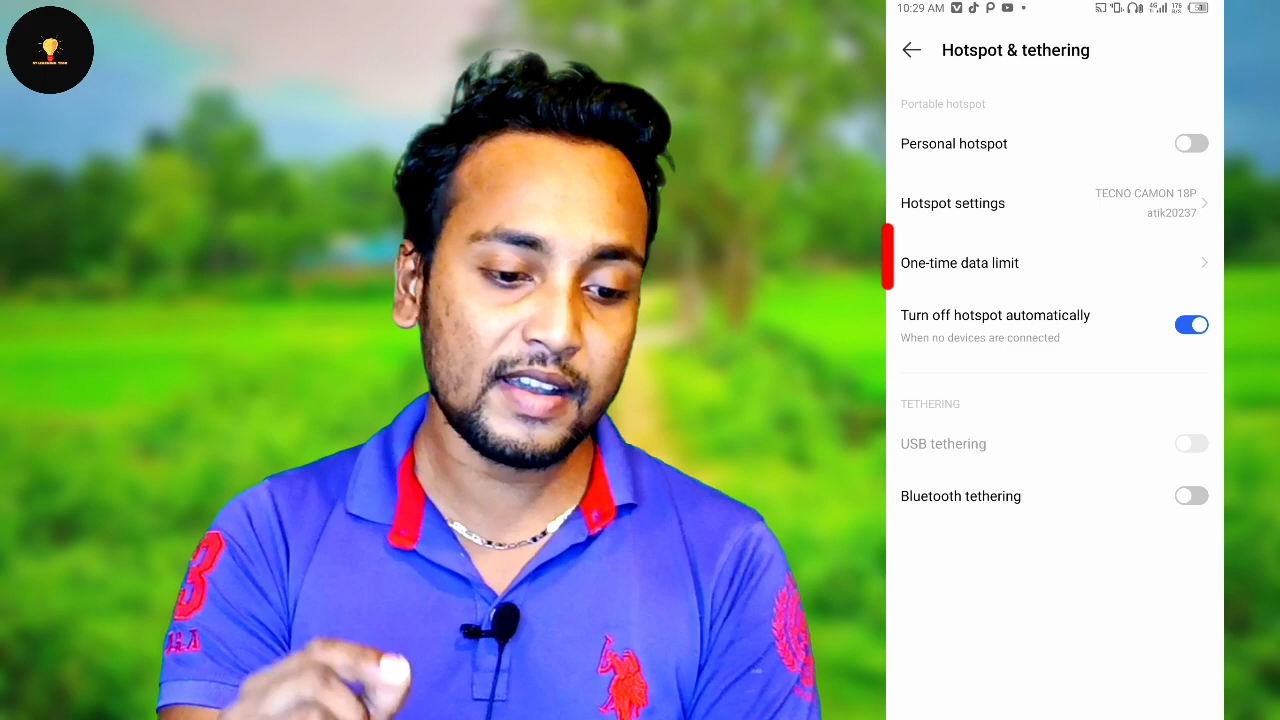 10:29 AM
Hotspot & tethering
Portable hotspot
Personal hotspot
Hotspot settings
TECNO CAMON 18P
atik20237
One-time data limit
Turn off hotspot automatically
When no devices are connected
TETHERING
USB tethering
Bluetooth tethering
3